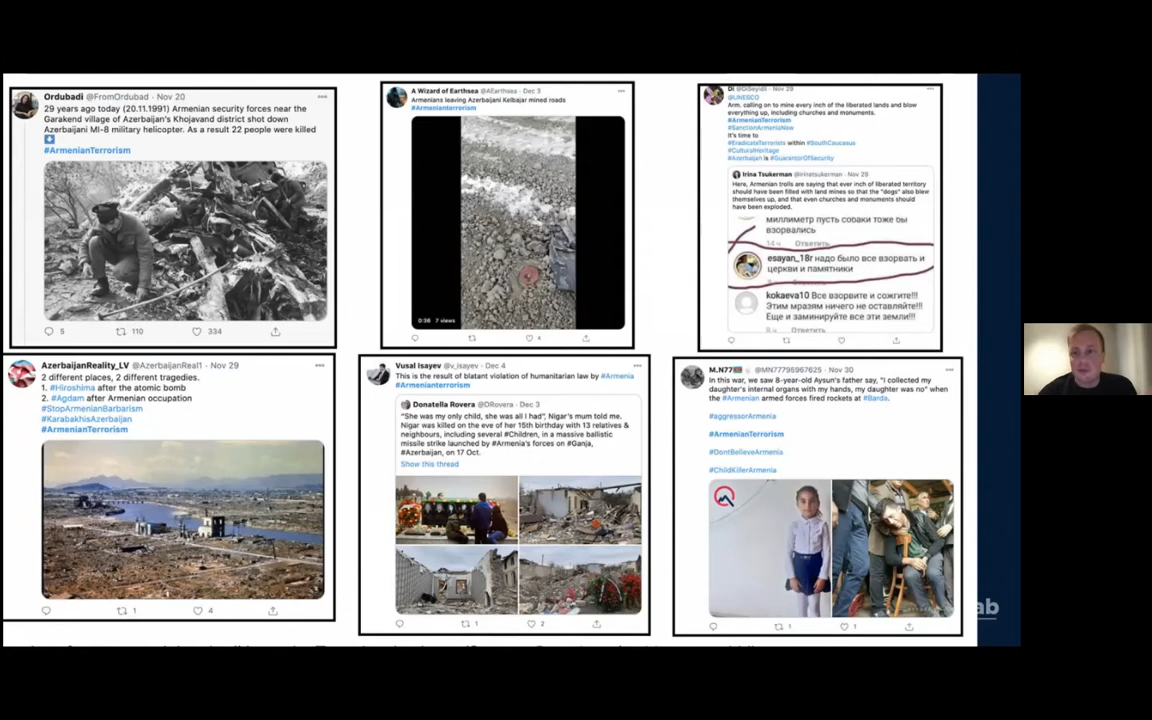 Ordubadi @FromOrdubad · Nov 20
29 years ago today (20.11.1991) Armenian security forces near the
Garakend village of Azerbaijan's Khojavand district shot down
Azerbaijani MI-8 military helicopter. As a result 22 people were killed
#ArmenianTerrorism
5 110 334
A Wizard of Earthsea @AEarthsea · Dec 3
Armenians leaving Azerbaijani Kelbajar mined roads
#Armenianterrorism
0:36 7 views
4
Di @DiSeyidli · Nov 29
@UNESCO
Arm. calling on to mine every inch of the liberated lands and blow
everything up, including churches and monuments.
#ArmenianTerrorism
#SanctionArmeniaNow
It's time to
#EradicateTerrorists within #SouthCaucasus
#CulturalHeritage
#Azerbaijan is #GuarantorOfSecurity
Irina Tsukerman @irinatsukerman · Nov 29
Here, Armenian trolls are saying that ever inch of liberated territory
should have been filled with land mines so that the "dogs" also blew
themselves up, and that even churches and monuments should
have been exploded.
миллиметр пусть собаки тоже бы
взорвались
14 ч Ответить
esayan_18r надо было все взорвать и
церкви и памятники
kokaeva10 Все взорвите и сожгите!!!
Этим мразям ничего не оставляйте!!!
Еще и заминируйте все эти земли!!!
Ответить
AzerbaijanReality_LV @AzerbaijanReal1 · Nov 29
2 different places, 2 different tragedies.
1. #Hiroshima after the atomic bomb
2. #Agdam after Armenian occupation
#StopArmenianBarbarism
#KarabakhisAzerbaijan
#ArmenianTerrorism
1 4
Vusal Isayev @v_isayev · Dec 4
This is the result of blatant violation of humanitarian law by #Armenia
#Armenianterrorism
Donatella Rovera @DRovera · Dec 3
"She was my only child, she was all I had", Nigar's mum told me.
Nigar was killed on the eve of her 15th birthday with 13 relatives &
neighbours, including several #Children, in a massive ballistic
missile strike launched by #Armenia's forces on #Ganja,
#Azerbaijan, on 17 Oct.
Show this thread
1 2
M.N77 @MN77795967625 · Nov 30
In this war, we saw 8-year-old Aysun's father say, "I collected my
daughter's internal organs with my hands, my daughter was no" when
the #Armenian armed forces fired rockets at #Barda.
#aggressorArmenia
#ArmenianTerrorism
#DontBelieveArmenia
#ChildKillerArmenia
1 1
ab